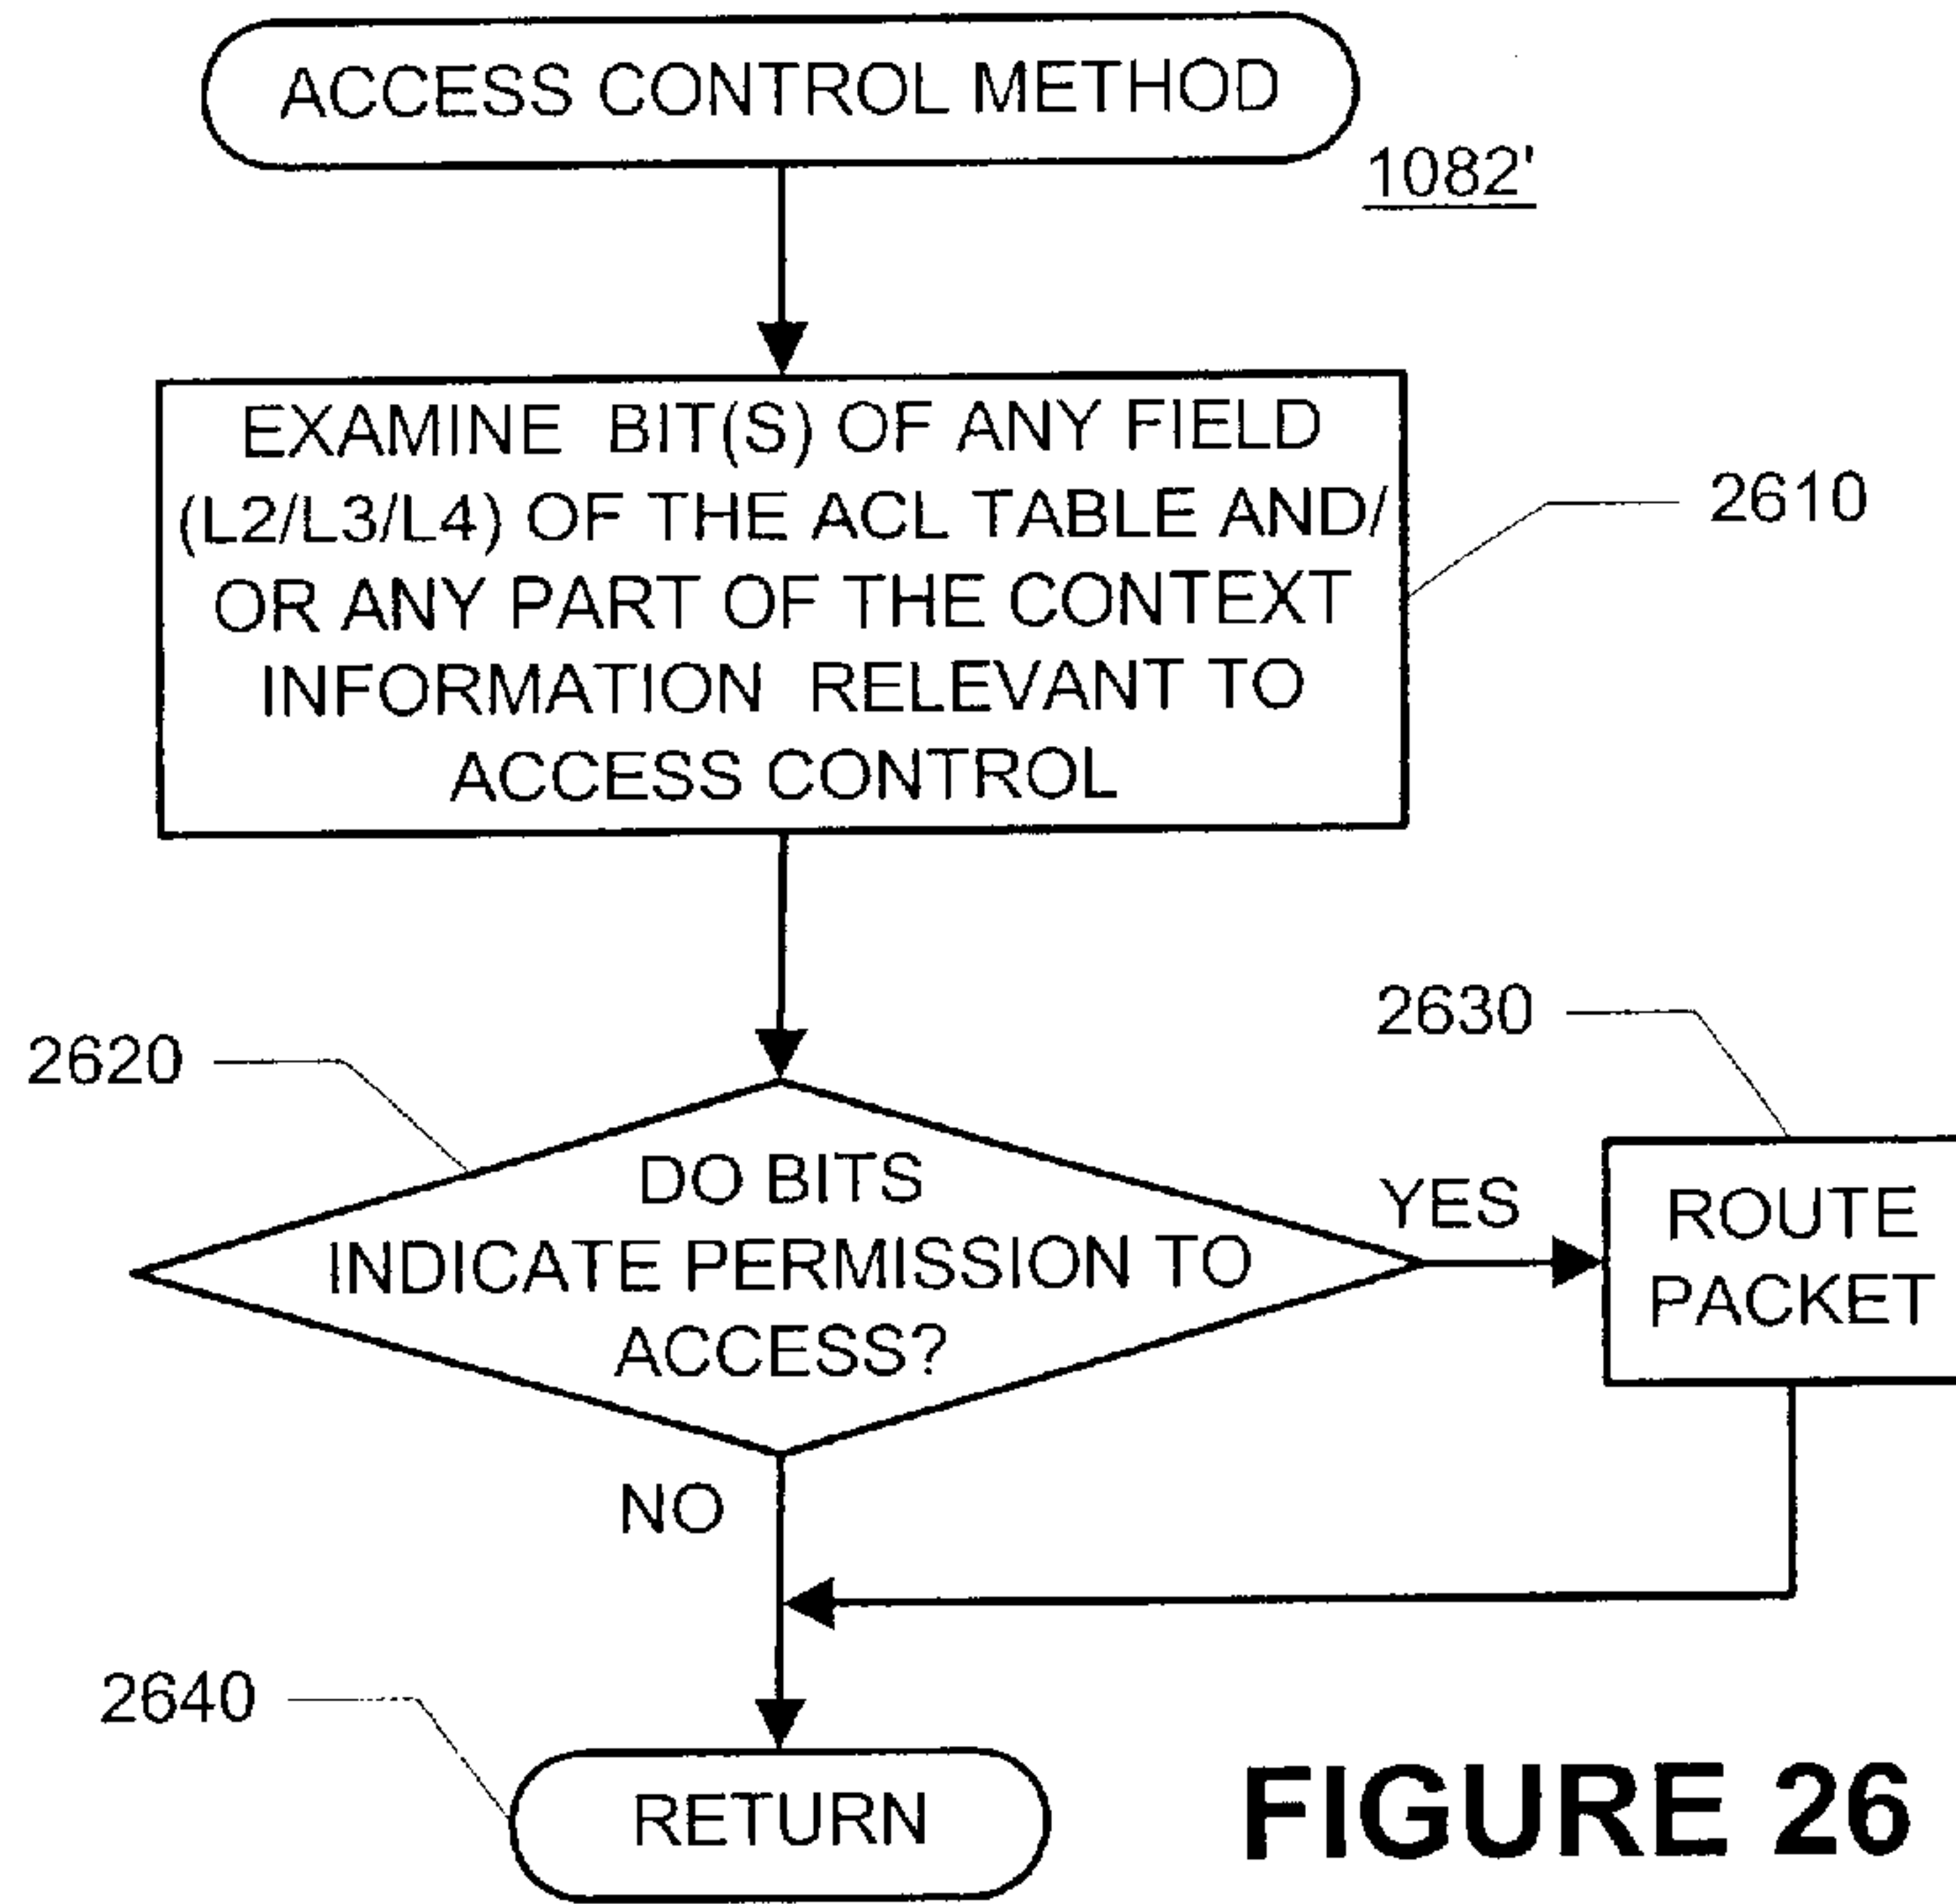 ACCESS CONTROL METHOD
1082'
EXAMINE BIT(S) OF ANY FIELD
(L2/L3/L4) OF THE ACL TABLE AND/
OR ANY PART OF THE CONTEXT
INFORMATION RELEVANT TO
ACCESS CONTROL
2610
2620
DO BITS
INDICATE PERMISSION TO
ACCESS?
YES
2630
ROUTE
PACKET
NO
2640
RETURN
FIGURE 26